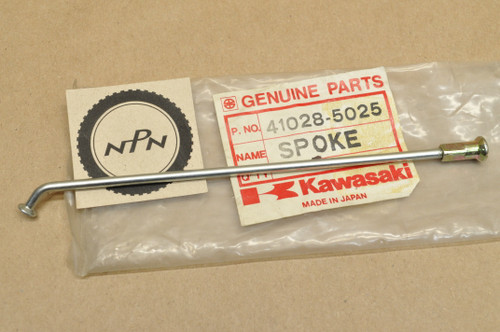 NPN
GENUINE PARTS
P. NO. 41028-5025
NAME SPOKE
Kawasaki
MADE IN JAPAN